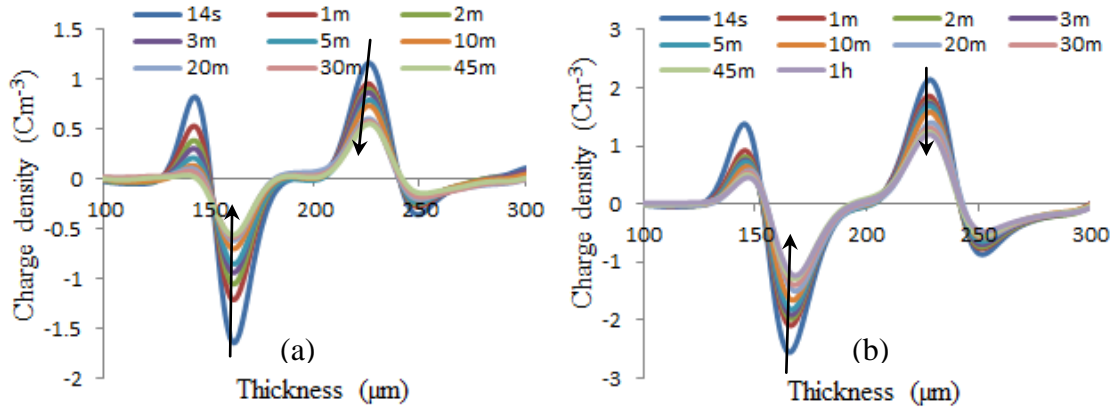 14s 1m 2m
3m 5m 10m
20m 30m 45m
Charge density (Cm-3)
1.5
1
0.5
0
-0.5
-1
-1.5
-2
100 150 200 250 300
(a)
Thickness (μm)
14s 1m 2m 3m
5m 10m 20m 30m
45m 1h
Charge density (Cm-3)
3
2
1
0
-1
-2
-3
100 150 200 250 300
(b)
Thickness (μm)